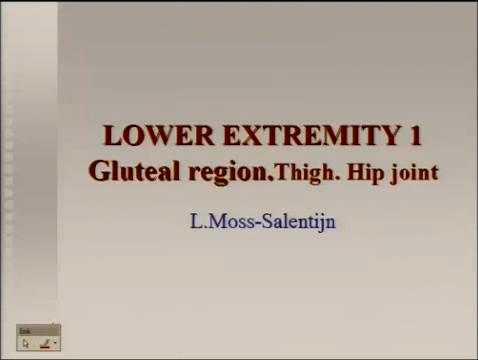 LOWER EXTREMITY 1
Gluteal region.Thigh. Hip joint
L.Moss-Salentijn